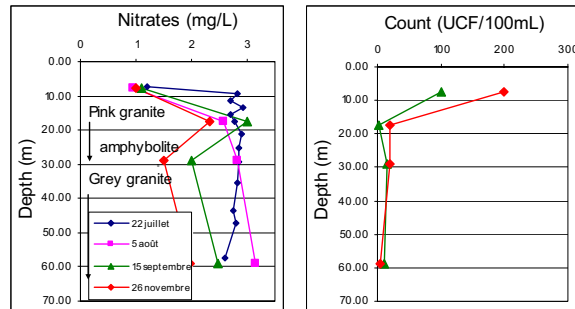 Nitrates (mg/L)
0 1 2 3
0.00
10.00
20.00
30.00
40.00
50.00
60.00
70.00
Depth (m)
Pink granite
amphybolite
Grey granite
22 juillet
5 août
15 septembre
26 novembre
Count (UCF/100mL)
0 100 200 300
0.00
10.00
20.00
30.00
40.00
50.00
60.00
70.00
Depth (m)